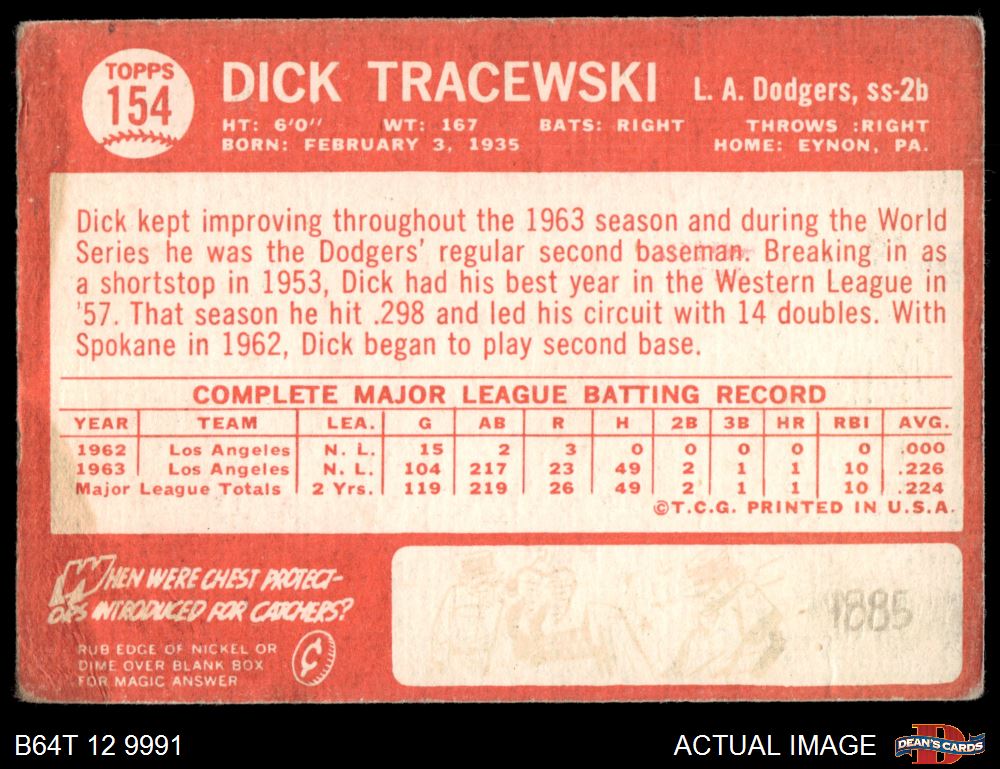 TOPPS
154
DICK TRACEWSKI L. A. Dodgers, ss-2b
HT: 6'0" WT: 167 BATS: RIGHT THROWS :RIGHT
BORN: FEBRUARY 3, 1935 HOME: EYNON, PA.
Dick kept improving throughout the 1963 season and during the World
Series he was the Dodgers' regular second baseman. Breaking in as
a shortstop in 1953, Dick had his best year in the Western League in
'57. That season he hit .298 and led his circuit with 14 doubles. With
Spokane in 1962, Dick began to play second base.
COMPLETE MAJOR LEAGUE BATTING RECORD
YEAR TEAM LEA. G AB R H 2B 3B HR RBI AVG.
1962 Los Angeles N. L. 15 2 3 0 0 0 0 0 .000
1963 Los Angeles N. L. 104 217 23 49 2 1 1 10 .226
Major League Totals 2 Yrs. 119 219 26 49 2 1 1 10 .224
©T.C.G. PRINTED IN U.S.A.
WHEN WERE CHEST PROTECT-
ORS INTRODUCED FOR CATCHERS?
RUB EDGE OF NICKEL OR
DIME OVER BLANK BOX
FOR MAGIC ANSWER
1885
B64T 12 9991
ACTUAL IMAGE
DEAN'S CARDS